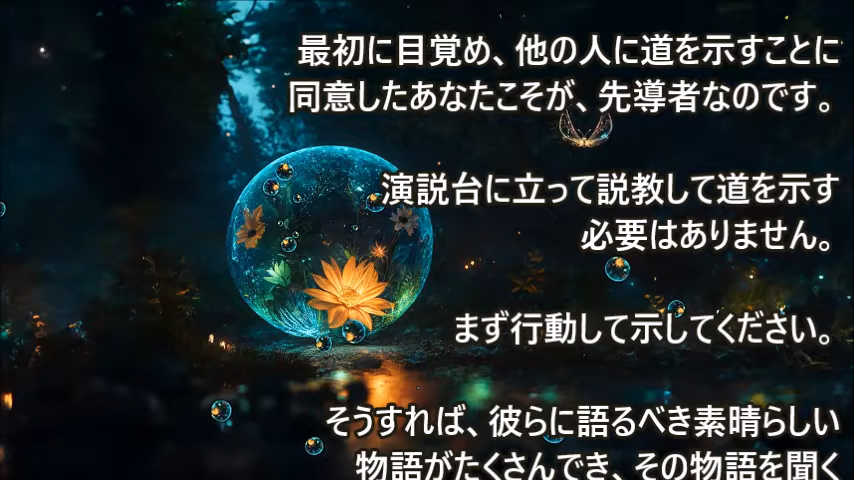 最初に目覚め、他の人に道を示すことに
同意したあなたこそが、先導者なのです。
演説台に立って説教して道を示す
必要はありません。
まず行動して示してください。
そうすれば、彼らに語るべき素晴らしい
物語がたくさんでき、その物語を聞く